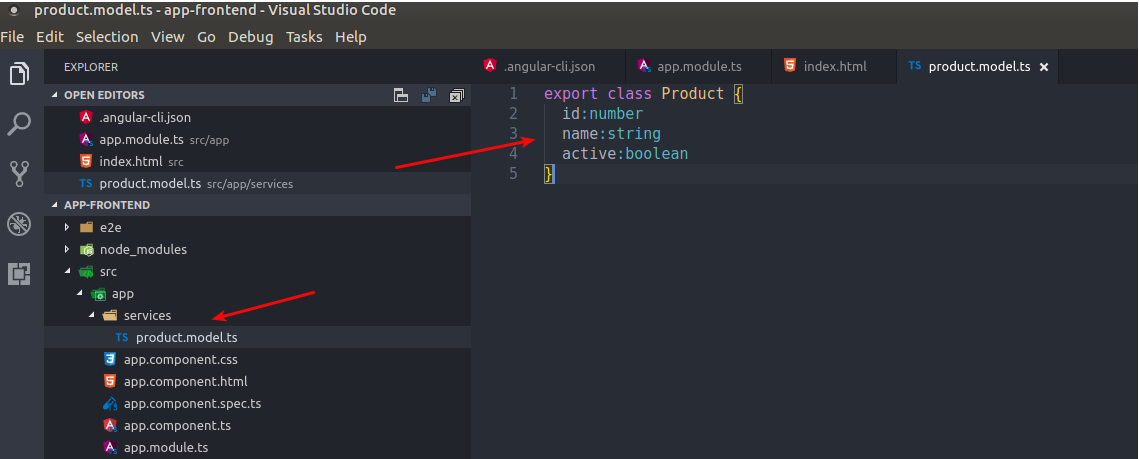 product.model.ts - app-frontend - Visual Studio Code
File Edit Selection View Go Debug Tasks Help
EXPLORER
OPEN EDITORS
.angular-cli.json
app.module.ts src/app
index.html src
TS product.model.ts src/app/services
APP-FRONTEND
e2e
node_modules
src
app
services
TS product.model.ts
app.component.css
app.component.html
app.component.spec.ts
app.component.ts
app.module.ts
.angular-cli.json app.module.ts index.html TS product.model.ts ×
1 export class Product {
2 id:number
3 name:string
4 active:boolean
5 }